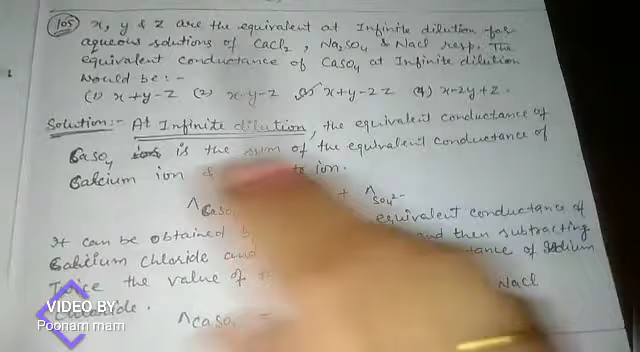 (105) x, y & z are the equivalent at Infinite dilution for
aqueous solutions of CaCl2, Na2SO4 & NaCl resp. The
equivalent conductance of CaSO4 at Infinite dilution
would be :-
(1) x+y-z (2) x-y-z x+y-2z (4) x-2y+z.
Solution:- At Infinite dilution, the equivalent conductance of
CaSO4 is the sum of the equivalent conductance of
Calcium ion ion.
^CaSO + ^SO4 2-
It can be obtained equivalent conductance of
Calcium chloride and and then subtracting
Twice the value of of Sodium
Chloride. NaCl
^CaSO4 =
VIDEO BY
Poonam mam